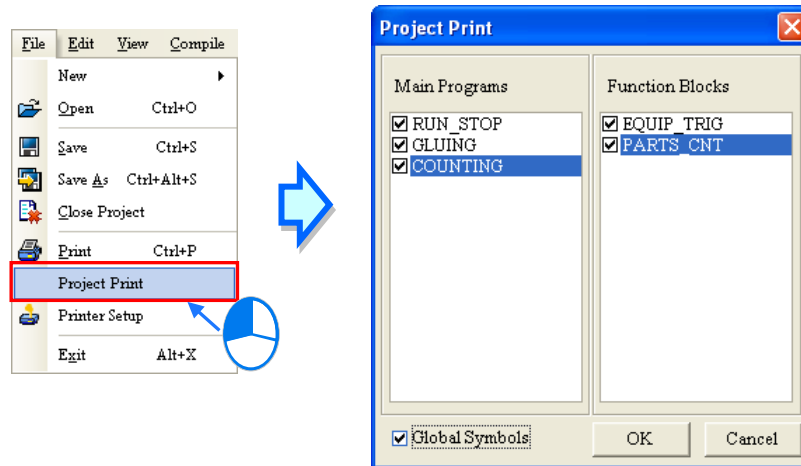 File Edit View Compile
New
Open Ctrl+O
Save Ctrl+S
Save As Ctrl+Alt+S
Close Project
Print Ctrl+P
Project Print
Printer Setup
Exit Alt+X
Project Print
Main Programs
RUN_STOP
GLUING
COUNTING
Function Blocks
EQUIP_TRIG
PARTS_CNT
Global Symbols
OK
Cancel